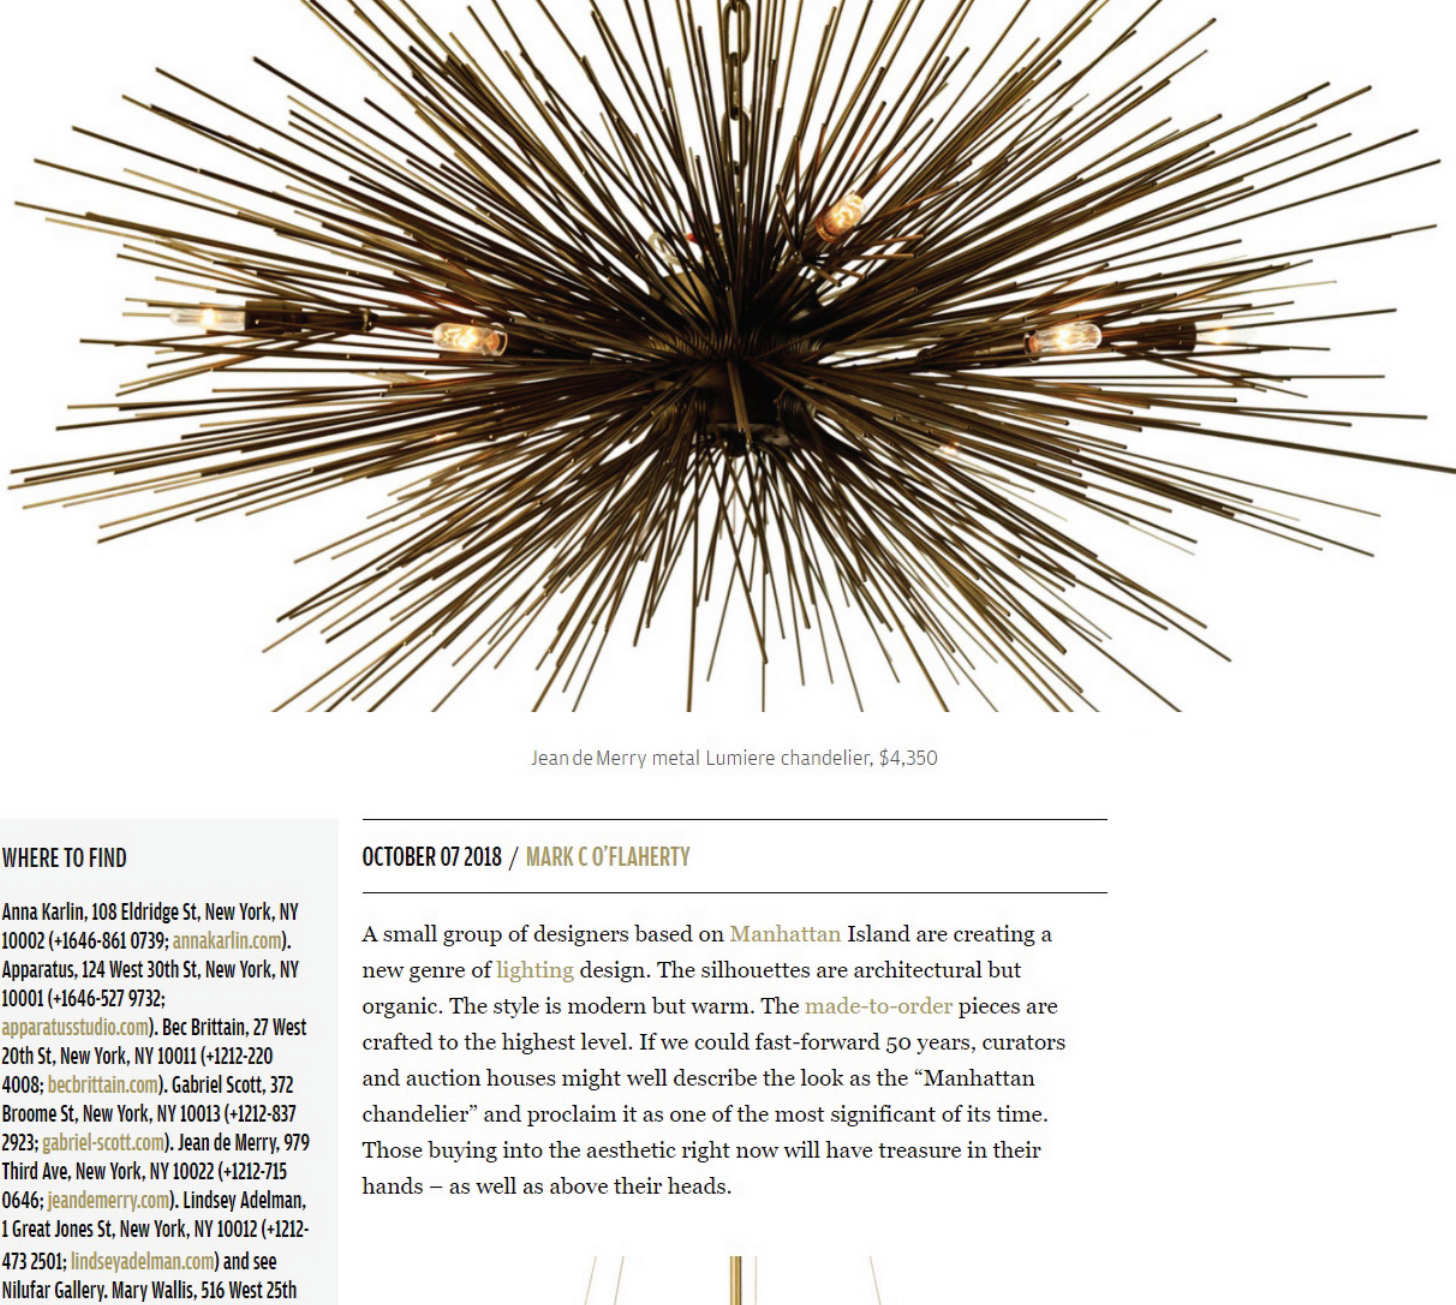 Jean de Merry metal Lumiere chandelier, $4,350
WHERE TO FIND
Anna Karlin, 108 Eldridge St, New York, NY
10002 (+1646-861 0739; annakarlin.com).
Apparatus, 124 West 30th St, New York, NY
10001 (+1646-527 9732;
apparatusstudio.com). Bec Brittain, 27 West
20th St, New York, NY 10011 (+1212-220
4008; becbrittain.com). Gabriel Scott, 372
Broome St, New York, NY 10013 (+1212-837
2923; gabriel-scott.com). Jean de Merry, 979
Third Ave, New York, NY 10022 (+1212-715
0646; jeandemerry.com). Lindsey Adelman,
1 Great Jones St, New York, NY 10012 (+1212-
473 2501; lindseyadelman.com) and see
Nilufar Gallery. Mary Wallis, 516 West 25th
OCTOBER 07 2018 / MARK C O’FLAHERTY
A small group of designers based on Manhattan Island are creating a
new genre of lighting design. The silhouettes are architectural but
organic. The style is modern but warm. The made-to-order pieces are
crafted to the highest level. If we could fast-forward 50 years, curators
and auction houses might well describe the look as the “Manhattan
chandelier” and proclaim it as one of the most significant of its time.
Those buying into the aesthetic right now will have treasure in their
hands – as well as above their heads.